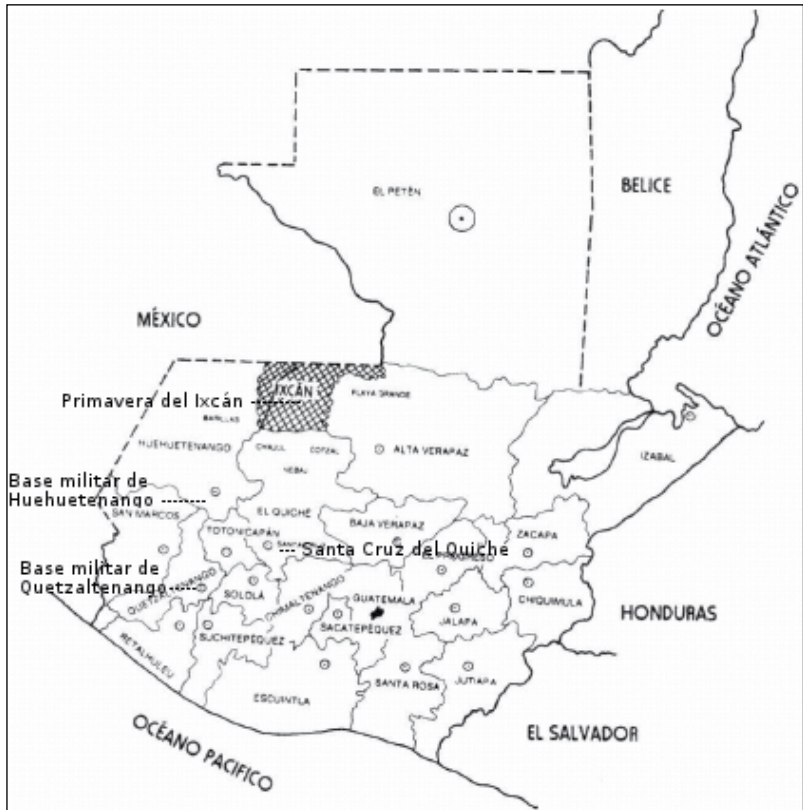 EL PETÉN
BELICE
OCÉANO ATLÁNTICO
MÉXICO
IXCÁN
PLAYA GRANDE
Primavera del Ixcán
BARILLAS
HUEHUETENANGO
CHAJUL
COTZAL
ALTA VERAPAZ
IZABAL
NEBAJ
Base militar de
Huehuetenango
SAN MARCOS
EL QUICHÉ
BAJA VERAPAZ
ZACAPA
TOTONICAPÁN
Santa Cruz del Quiche
Base militar de
Quetzaltenango
QUETZALTENANGO
SOLOLÁ
CHIMALTENANGO
GUATEMALA
CHIQUIMULA
HONDURAS
SACATEPÉQUEZ
JALAPA
SUCHITEPÉQUEZ
RETALHULEU
SANTA ROSA
JUTIAPA
ESCUINTLA
OCÉANO PACIFICO
EL SALVADOR